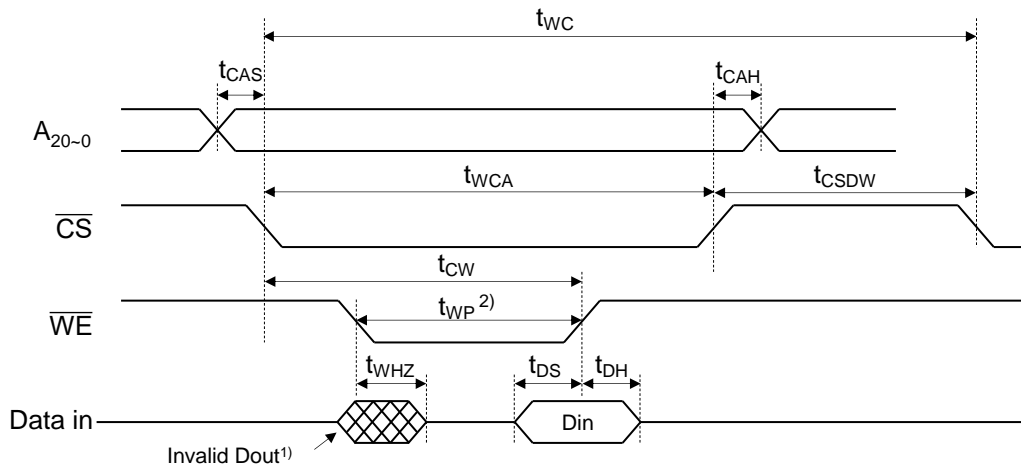 tWC
tCAS
tCAH
A20~0
tWCA
tCSDW
CS
tCW
WE
tWP 2)
tWHZ
tDS
tDH
Data in
Din
Invalid Dout1)